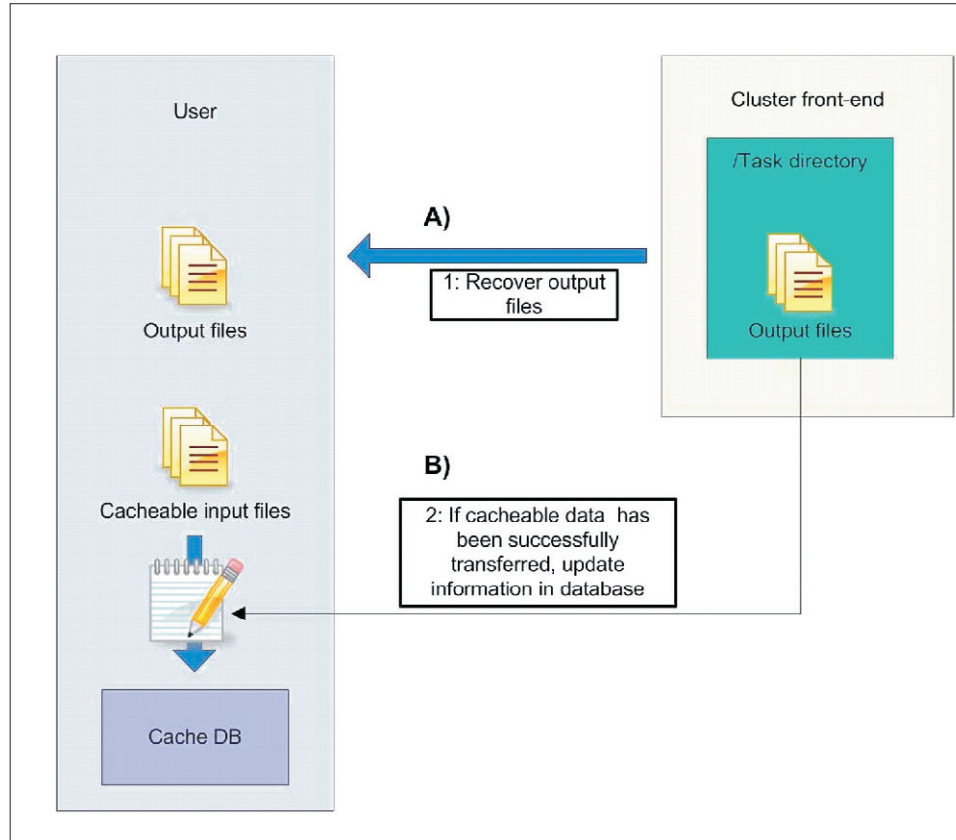 User
Cluster front-end
/Task directory
A)
1: Recover output
files
Output files
Output files
Cacheable input files
B)
2: If cacheable data has
been successfully
transferred, update
information in database
Cache DB